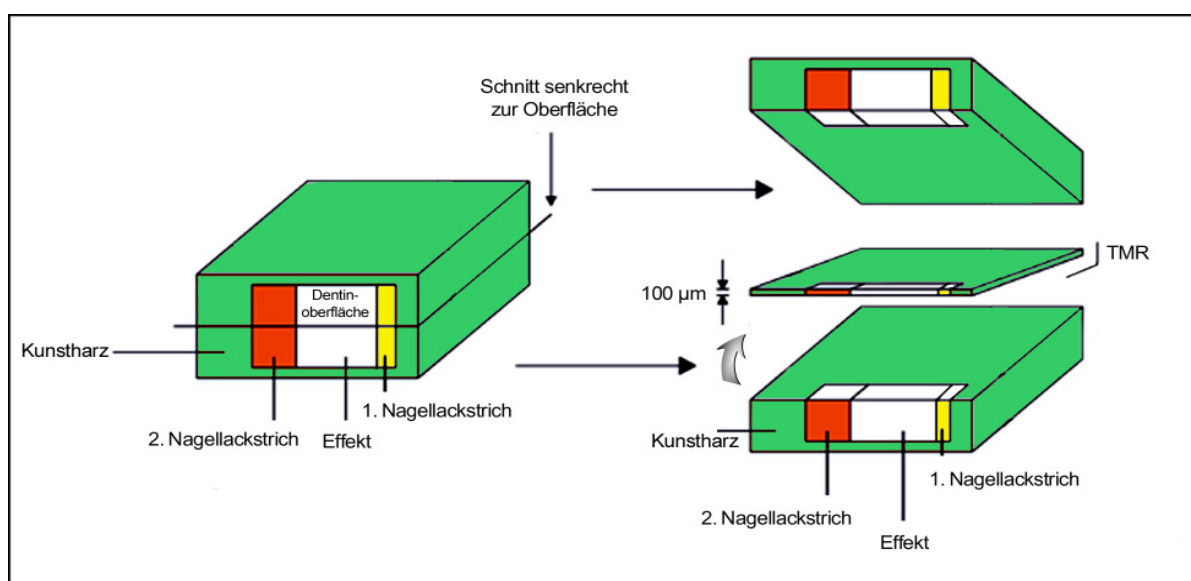 Schnitt senkrecht
zur Oberfläche
Dentin-
oberfläche
Kunstharz
1. Nagellackstrich
2. Nagellackstrich
Effekt
TMR
100 µm
Kunstharz
1. Nagellackstrich
2. Nagellackstrich
Effekt